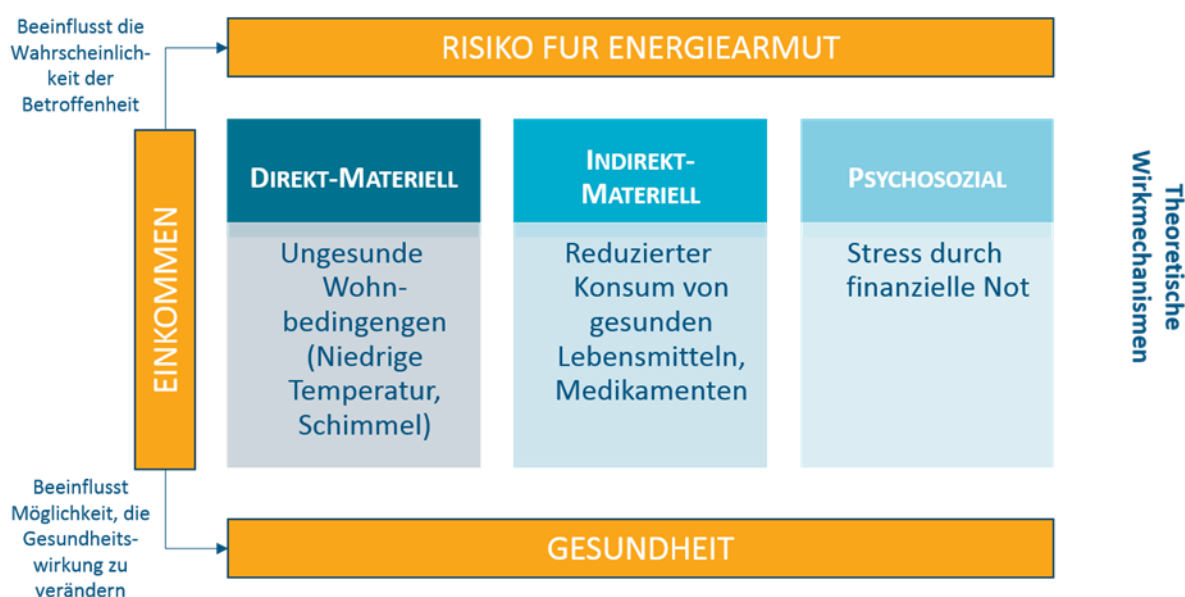 Beeinflusst die
Wahrscheinlich-
keit der
Betroffenheit
RISIKO FUR ENERGIEARMUT
EINKOMMEN
DIREKT-MATERIELL
Ungesunde
Wohn-
bedingengen
(Niedrige
Temperatur,
Schimmel)
INDIREKT-
MATERIELL
Reduzierter
Konsum von
gesunden
Lebensmitteln,
Medikamenten
PSYCHOSOZIAL
Stress durch
finanzielle Not
Theoretische
Wirkmechanismen
Beeinflusst
Möglichkeit, die
Gesundheits-
wirkung zu
verändern
GESUNDHEIT